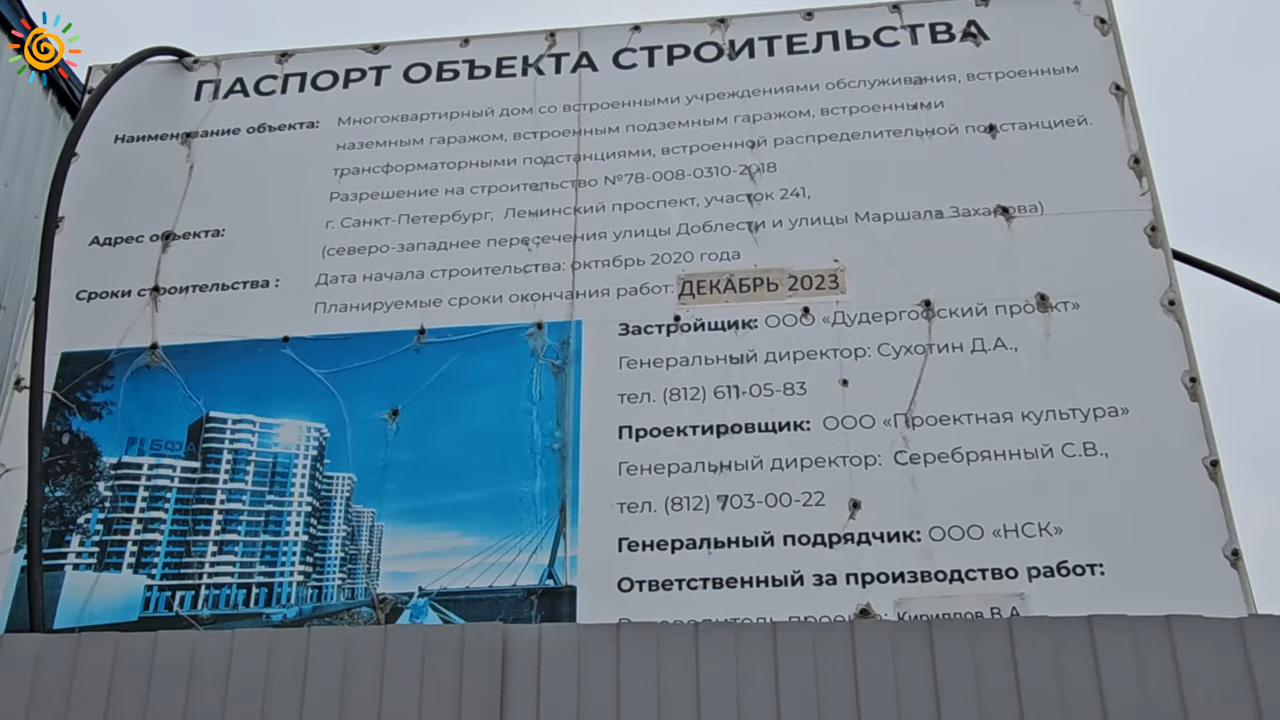 ПАСПОРТ ОБЪЕКТА СТРОИТЕЛЬСТВА
Наименование объекта: Многоквартирный дом со встроенными учреждениями обслуживания, встроенным
наземным гаражом, встроенным подземным гаражом, встроенными
трансформаторными подстанциями, встроенной распределительной подстанцией.
Разрешение на строительство №78-008-0310-2018
Адрес объекта: г. Санкт-Петербург, Ленинский проспект, участок 241,
(северо-западнее пересечения улицы Доблести и улицы Маршала Захарова)
Сроки строительства : Дата начала строительства: октябрь 2020 года
Планируемые сроки окончания работ: ДЕКАБРЬ 2023
Застройщик: ООО «Дудергофский проект»
Генеральный директор: Сухотин Д.А.,
тел. (812) 611-05-83
Проектировщик: ООО «Проектная культура»
Генеральный директор: Серебрянный С.В.,
тел. (812) 703-00-22
Генеральный подрядчик: ООО «НСК»
Ответственный за производство работ:
Руководитель проекта: Кириллов В.А.